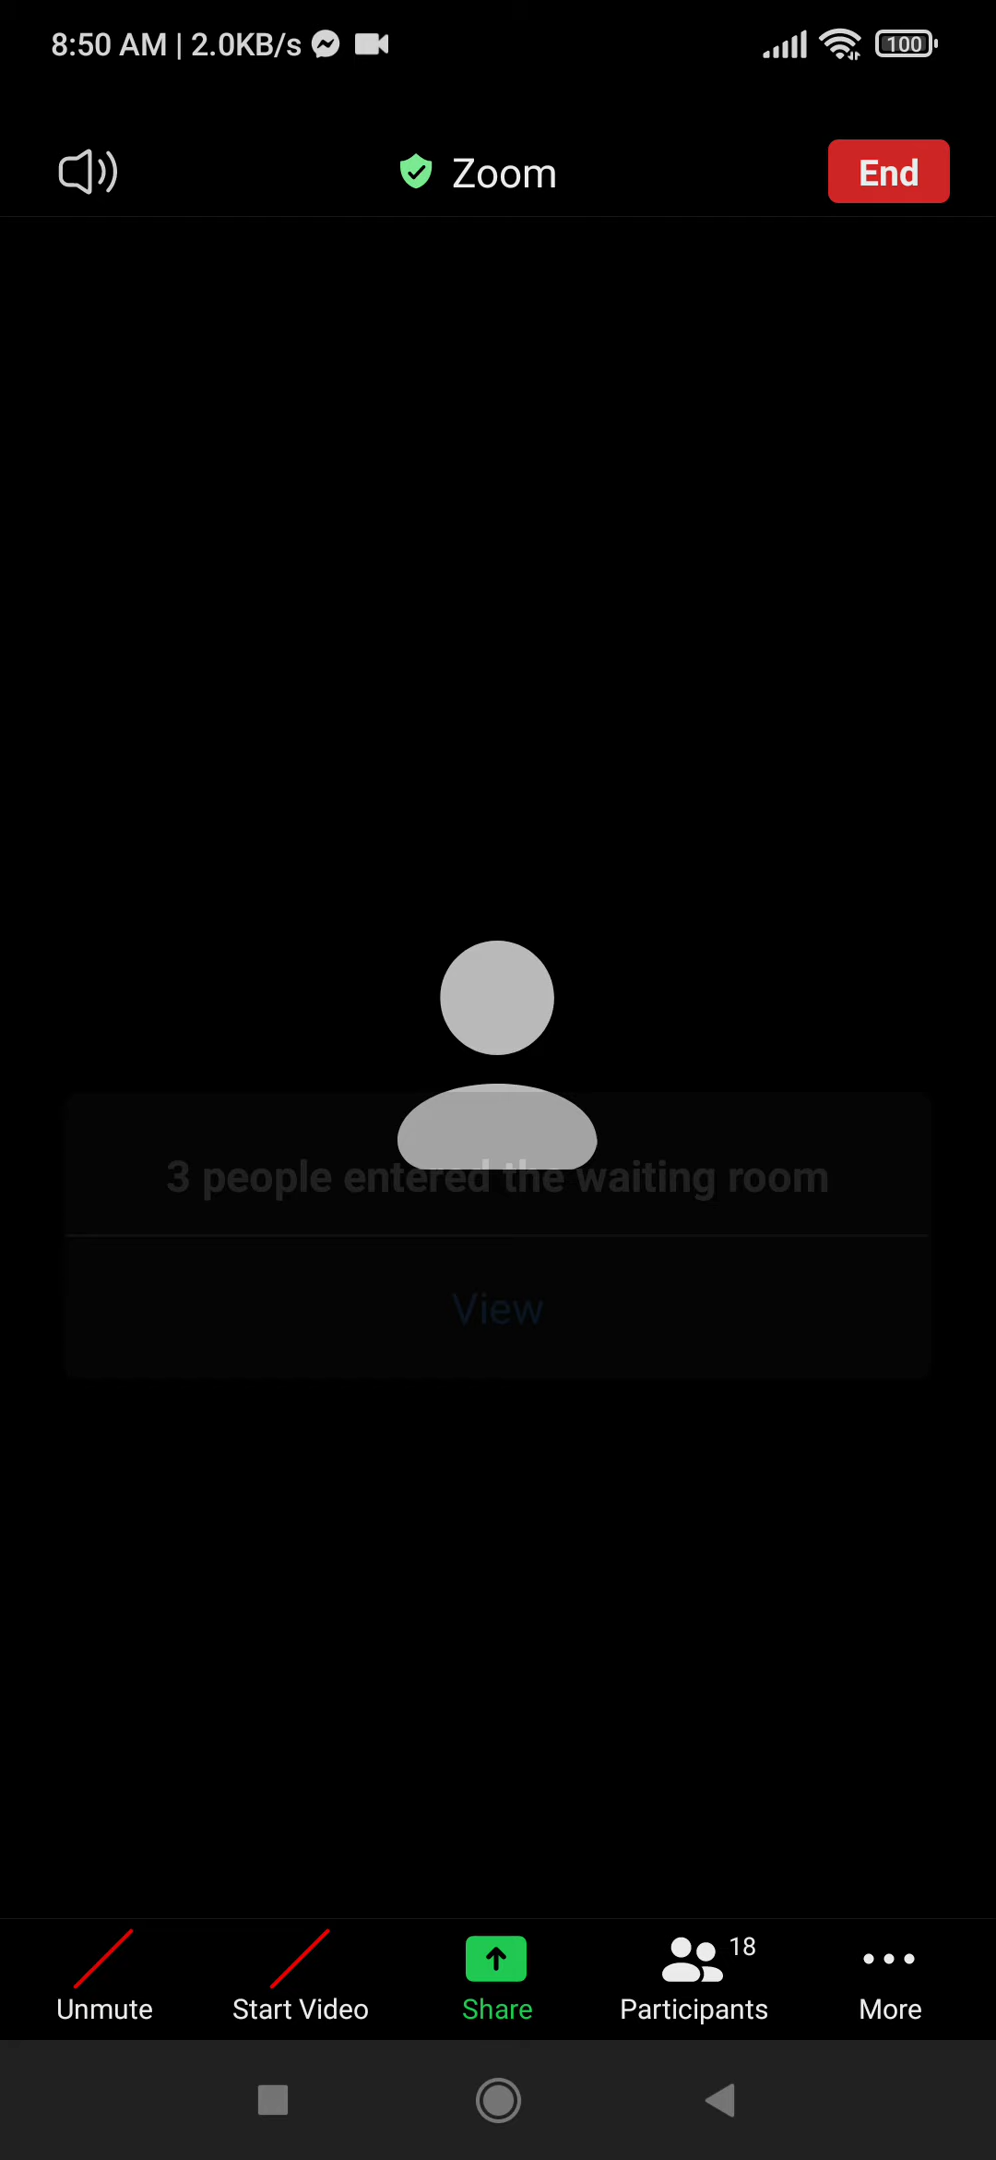 8:50 AM | 2.0KB/s
100
Zoom
End
3 people entered the waiting room
View
18
Unmute
Start Video
Share
Participants
More